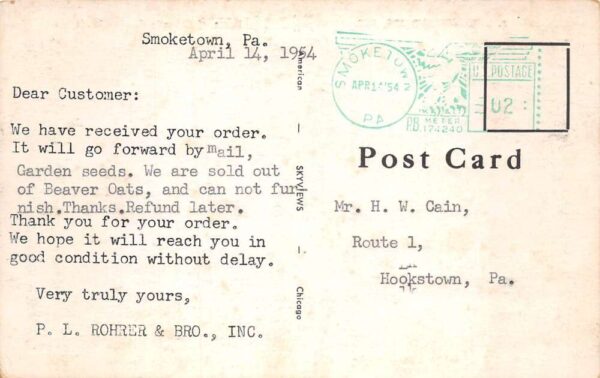 Smoketown, Pa.
April 14, 1954
Dear Customer:
We have received your order.
It will go forward by mail,
Garden seeds. We are sold out
of Beaver Oats, and can not fur
nish.Thanks.Refund later.
Thank you for your order.
We hope it will reach you in
good condition without delay.
Very truly yours,
P. L. ROHRER & BRO., INC.
American
SKYVIEWS
Chicago
SMOKETOWN
APR 14 '54
PA
U.S. POSTAGE
02
P.B. METER
174240
Post Card
Mr. H. W. Cain,
Route 1,
Hookstown, Pa.